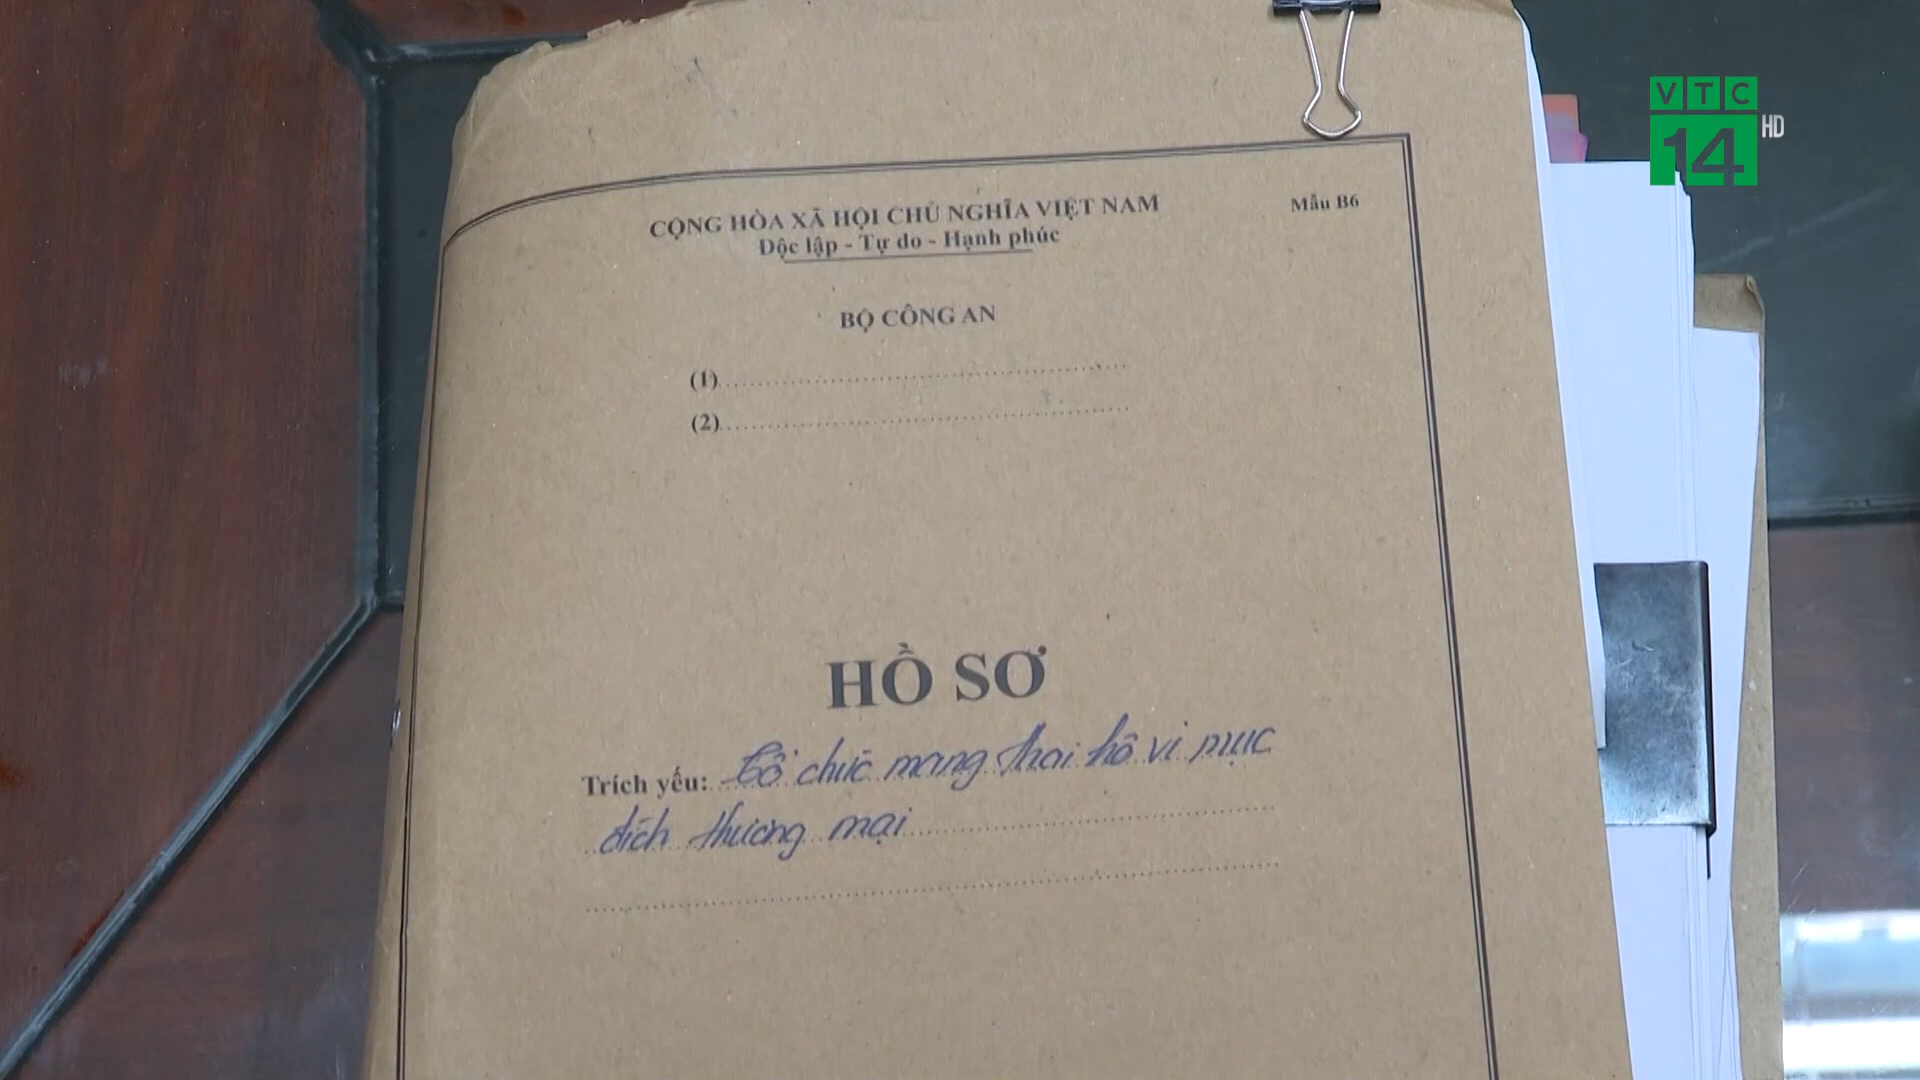 VTC
14 HD
CỘNG HÒA XÃ HỘI CHỦ NGHĨA VIỆT NAM
Mẫu B6
Độc lập - Tự do - Hạnh phúc
BỘ CÔNG AN
(1)
(2)
HỒ SƠ
Trích yếu: Tổ chức mang thai hộ vì mục
đích thương mại